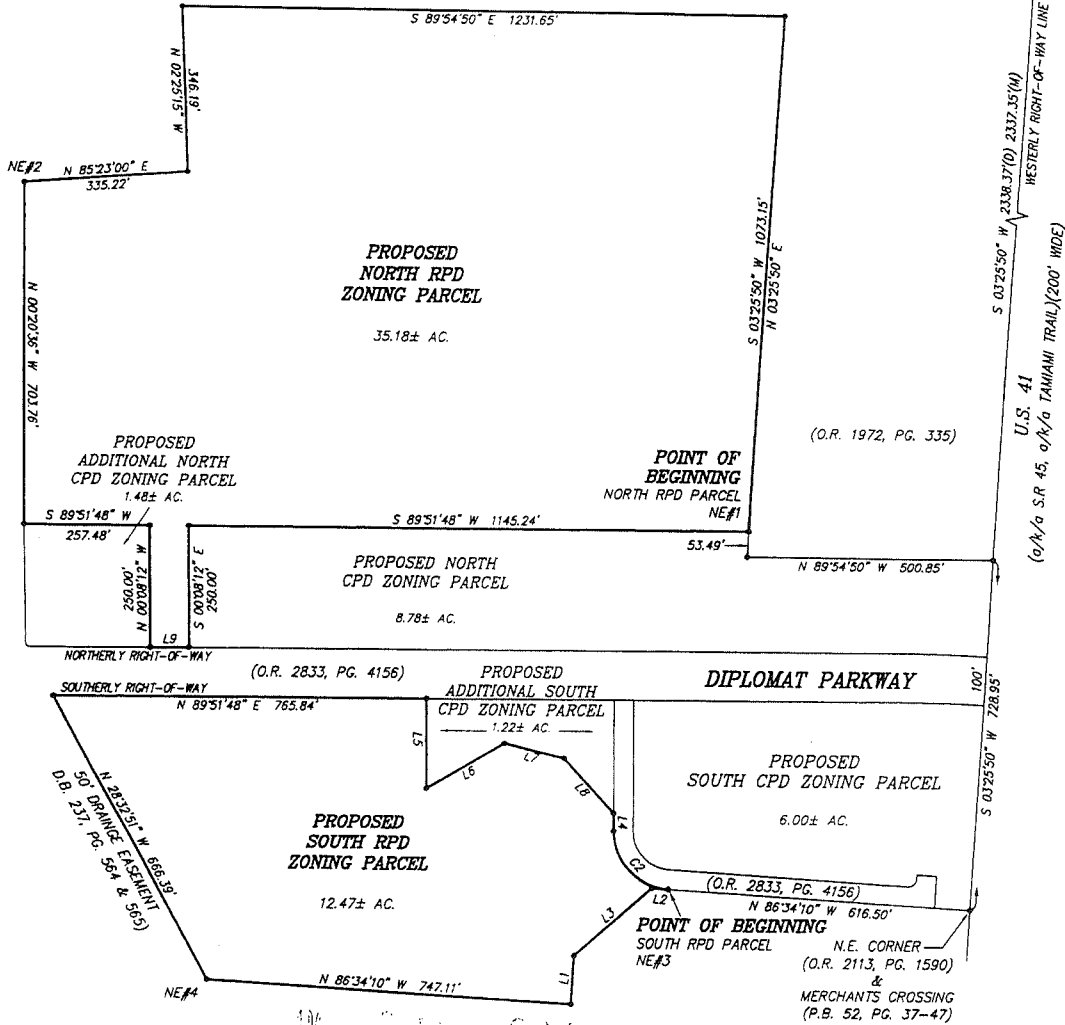 S 89°54'50" E 1231.65'
WESTERLY RIGHT-OF-WAY LINE
S 03°25'50" W 2338.37'(D) 2337.35'(M)
N 02°25'15" W
346.19'
NE#2
N 85°23'00" E
335.22'
PROPOSED
NORTH RPD
ZONING PARCEL
35.18± AC.
S 03°25'50" W 1073.15'
N 03°25'50" E
U.S. 41
(a/k/a S.R 45, a/k/a TAMIAMI TRAIL)(200' WIDE)
N 00°20'36" W 703.76'
(O.R. 1972, PG. 335)
PROPOSED
ADDITIONAL NORTH
CPD ZONING PARCEL
1.48± AC.
POINT OF
BEGINNING
NORTH RPD PARCEL
NE#1
S 89°51'48" W
257.48'
S 89°51'48" W 1145.24'
53.49'
N 89°54'50" W 500.85'
N 00°08'12" W
250.00'
S 00°08'12" E
250.00'
PROPOSED NORTH
CPD ZONING PARCEL
8.78± AC.
L9
NORTHERLY RIGHT-OF-WAY
(O.R. 2833, PG. 4156)
DIPLOMAT PARKWAY
100'
SOUTHERLY RIGHT-OF-WAY
N 89°51'48" E 765.84'
PROPOSED
ADDITIONAL SOUTH
CPD ZONING PARCEL
1.22± AC.
S 03°25'50" W 728.95'
L5
L6
L7
L8
L4
C2
PROPOSED
SOUTH CPD ZONING PARCEL
6.00± AC.
N 28°32'51" W 666.39'
50' DRAINGE EASEMENT
D.B. 237, PG. 564 & 565)
PROPOSED
SOUTH RPD
ZONING PARCEL
12.47± AC.
(O.R. 2833, PG. 4156)
N 86°34'10" W 616.50'
L2
L3
L1
POINT OF BEGINNING
SOUTH RPD PARCEL
NE#3
N.E. CORNER
(O.R. 2113, PG. 1590)
&
MERCHANTS CROSSING
(P.B. 52, PG. 37-47)
NE#4
N 86°34'10" W 747.11'